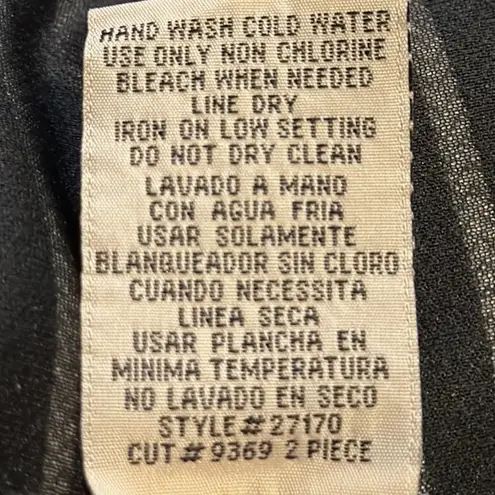 HAND WASH COLD WATER
USE ONLY NON CHLORINE
BLEACH WHEN NEEDED
LINE DRY
IRON ON LOW SETTING
DO NOT DRY CLEAN
LAVADO A MANO
CON AGUA FRIA
USAR SOLAMENTE
BLANQUEADOR SIN CLORO
CUANDO NECESSITA
LINEA SECA
USAR PLANCHA EN
MINIMA TEMPERATURA
NO LAVADO EN SECO
STYLE# 27170
CUT# 9369 2 PIECE